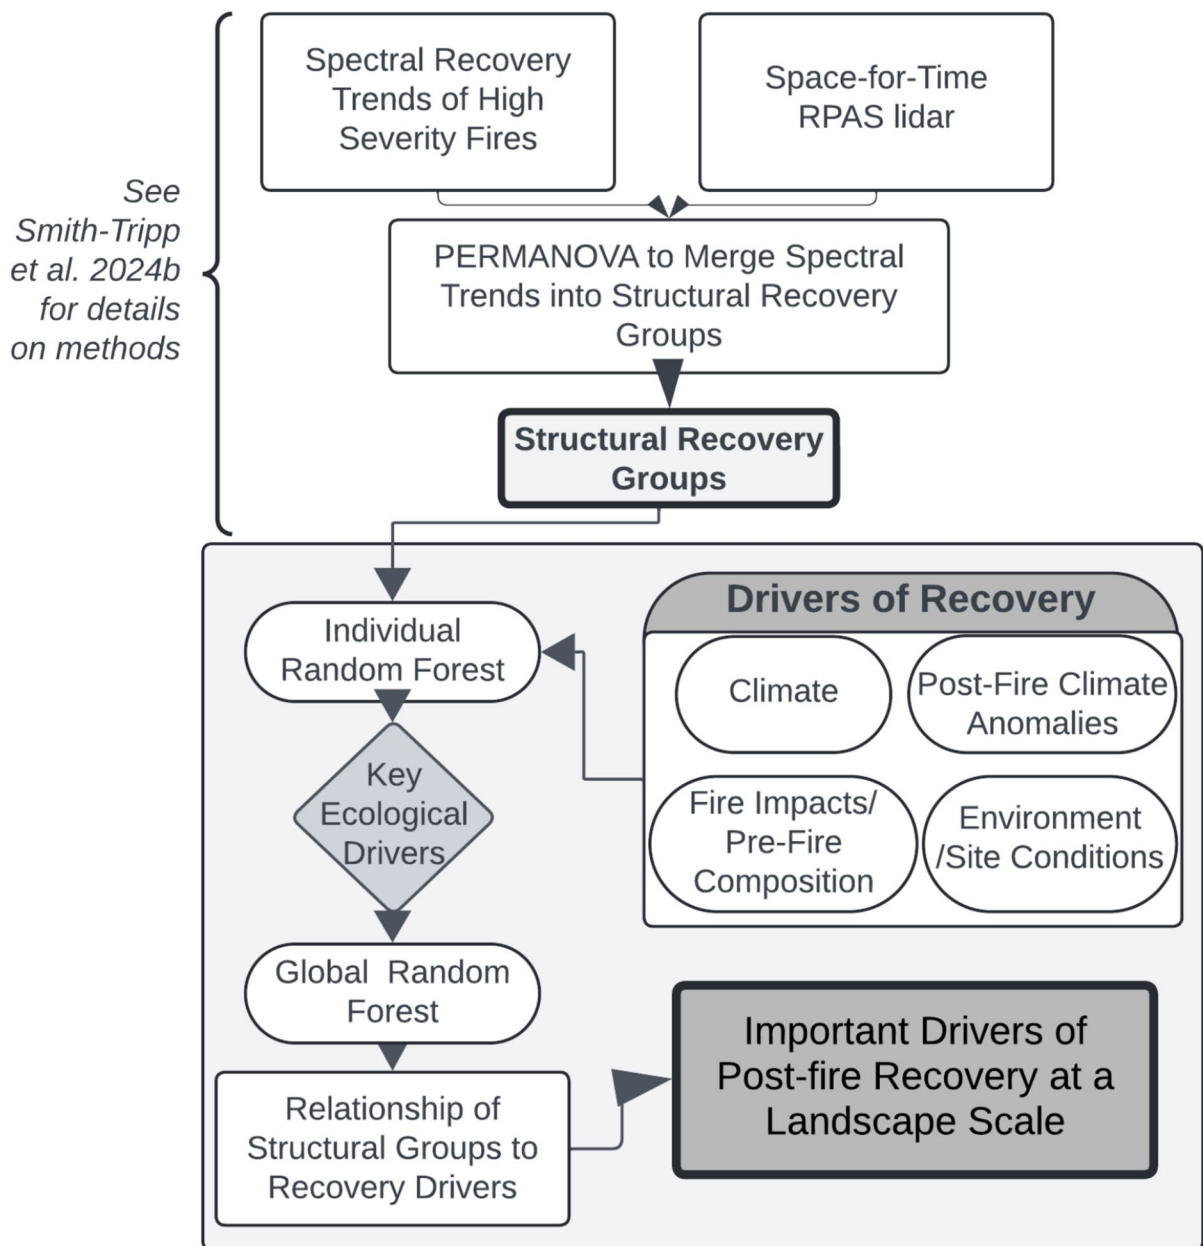 Spectral Recovery
Trends of High
Severity Fires
Space-for-Time
RPAS lidar
See
Smith-Tripp
et al. 2024b
for details
on methods
PERMANOVA to Merge Spectral
Trends into Structural Recovery
Groups
Structural Recovery
Groups
Individual
Random Forest
Drivers of Recovery
Climate
Post-Fire Climate
Anomalies
Fire Impacts/
Pre-Fire
Composition
Environment
/Site Conditions
Key
Ecological
Drivers
Global Random
Forest
Relationship of
Structural Groups to
Recovery Drivers
Important Drivers of
Post-fire Recovery at a
Landscape Scale